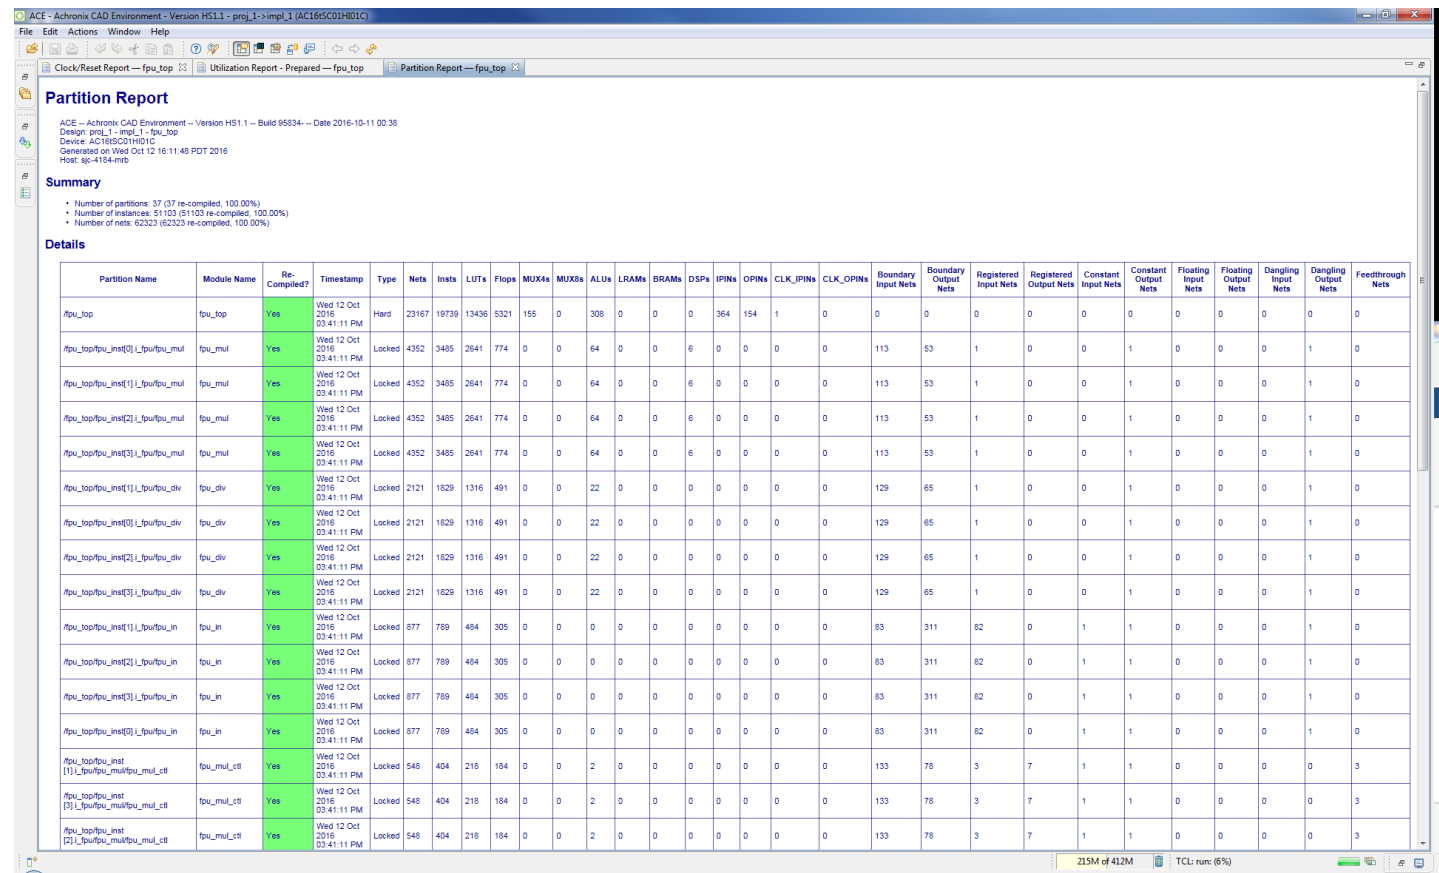 ACE - Achronix CAD Environment - Version HS1.1 - proj_1->impl_1 (AC16tSC01HI01C)
File Edit Actions Window Help
Clock/Reset Report — fpu_top Utilization Report - Prepared — fpu_top Partition Report — fpu_top
Partition Report
ACE -- Achronix CAD Environment -- Version HS1.1 -- Build 95834-- -- Date 2016-10-11 00:38
Design: proj_1 - impl_1 - fpu_top
Device: AC16tSC01HI01C
Generated on Wed Oct 12 16:11:48 PDT 2016
Host: sjc-4184-mrb
Summary
• Number of partitions: 37 (37 re-compiled, 100.00%)
• Number of instances: 51103 (51103 re-compiled, 100.00%)
• Number of nets: 62323 (62323 re-compiled, 100.00%)
Details
Partition Name Module Name Re-Compiled? Timestamp Type Nets Insts LUTs Flops MUX4s MUX8s ALUs LRAMs BRAMs DSPs IPINs OPINs CLK_IPINs CLK_OPINs Boundary Input Nets Boundary Output Nets Registered Input Nets Registered Output Nets Constant Input Nets Constant Output Nets Floating Input Nets Floating Output Nets Dangling Input Nets Dangling Output Nets Feedthrough Nets
/fpu_top fpu_top Yes Wed 12 Oct 2016 03:41:11 PM Hard 23167 19739 13436 5321 155 0 308 0 0 0 364 154 1 0 0 0 0 0 0 0 0 0 0 0 0
/fpu_top/fpu_inst[0].i_fpu/fpu_mul fpu_mul Yes Wed 12 Oct 2016 03:41:11 PM Locked 4352 3485 2641 774 0 0 64 0 0 6 0 0 0 0 113 53 1 0 0 1 0 0 0 1 0
/fpu_top/fpu_inst[1].i_fpu/fpu_mul fpu_mul Yes Wed 12 Oct 2016 03:41:11 PM Locked 4352 3485 2641 774 0 0 64 0 0 6 0 0 0 0 113 53 1 0 0 1 0 0 0 1 0
/fpu_top/fpu_inst[2].i_fpu/fpu_mul fpu_mul Yes Wed 12 Oct 2016 03:41:11 PM Locked 4352 3485 2641 774 0 0 64 0 0 6 0 0 0 0 113 53 1 0 0 1 0 0 0 1 0
/fpu_top/fpu_inst[3].i_fpu/fpu_mul fpu_mul Yes Wed 12 Oct 2016 03:41:11 PM Locked 4352 3485 2641 774 0 0 64 0 0 6 0 0 0 0 113 53 1 0 0 1 0 0 0 1 0
/fpu_top/fpu_inst[1].i_fpu/fpu_div fpu_div Yes Wed 12 Oct 2016 03:41:11 PM Locked 2121 1829 1316 491 0 0 22 0 0 0 0 0 0 0 129 65 1 0 0 1 0 0 0 1 0
/fpu_top/fpu_inst[0].i_fpu/fpu_div fpu_div Yes Wed 12 Oct 2016 03:41:11 PM Locked 2121 1829 1316 491 0 0 22 0 0 0 0 0 0 0 129 65 1 0 0 1 0 0 0 1 0
/fpu_top/fpu_inst[2].i_fpu/fpu_div fpu_div Yes Wed 12 Oct 2016 03:41:11 PM Locked 2121 1829 1316 491 0 0 22 0 0 0 0 0 0 0 129 65 1 0 0 1 0 0 0 1 0
/fpu_top/fpu_inst[3].i_fpu/fpu_div fpu_div Yes Wed 12 Oct 2016 03:41:11 PM Locked 2121 1829 1316 491 0 0 22 0 0 0 0 0 0 0 129 65 1 0 0 1 0 0 0 1 0
/fpu_top/fpu_inst[1].i_fpu/fpu_in fpu_in Yes Wed 12 Oct 2016 03:41:11 PM Locked 877 789 484 305 0 0 0 0 0 0 0 0 0 0 83 311 82 0 1 1 0 0 0 1 0
/fpu_top/fpu_inst[2].i_fpu/fpu_in fpu_in Yes Wed 12 Oct 2016 03:41:11 PM Locked 877 789 484 305 0 0 0 0 0 0 0 0 0 0 83 311 82 0 1 1 0 0 0 1 0
/fpu_top/fpu_inst[3].i_fpu/fpu_in fpu_in Yes Wed 12 Oct 2016 03:41:11 PM Locked 877 789 484 305 0 0 0 0 0 0 0 0 0 0 83 311 82 0 1 1 0 0 0 1 0
/fpu_top/fpu_inst[0].i_fpu/fpu_in fpu_in Yes Wed 12 Oct 2016 03:41:11 PM Locked 877 789 484 305 0 0 0 0 0 0 0 0 0 0 83 311 82 0 1 1 0 0 0 1 0
/fpu_top/fpu_inst[1].i_fpu/fpu_mul/fpu_mul_ctl fpu_mul_ctl Yes Wed 12 Oct 2016 03:41:11 PM Locked 548 404 218 184 0 0 2 0 0 0 0 0 0 0 133 78 3 7 1 1 0 0 0 0 3
/fpu_top/fpu_inst[3].i_fpu/fpu_mul/fpu_mul_ctl fpu_mul_ctl Yes Wed 12 Oct 2016 03:41:11 PM Locked 548 404 218 184 0 0 2 0 0 0 0 0 0 0 133 78 3 7 1 1 0 0 0 0 3
/fpu_top/fpu_inst[2].i_fpu/fpu_mul/fpu_mul_ctl fpu_mul_ctl Yes Wed 12 Oct 2016 03:41:11 PM Locked 548 404 218 184 0 0 2 0 0 0 0 0 0 0 133 78 3 7 1 1 0 0 0 0 3
215M of 412M TCL: run: (6%)